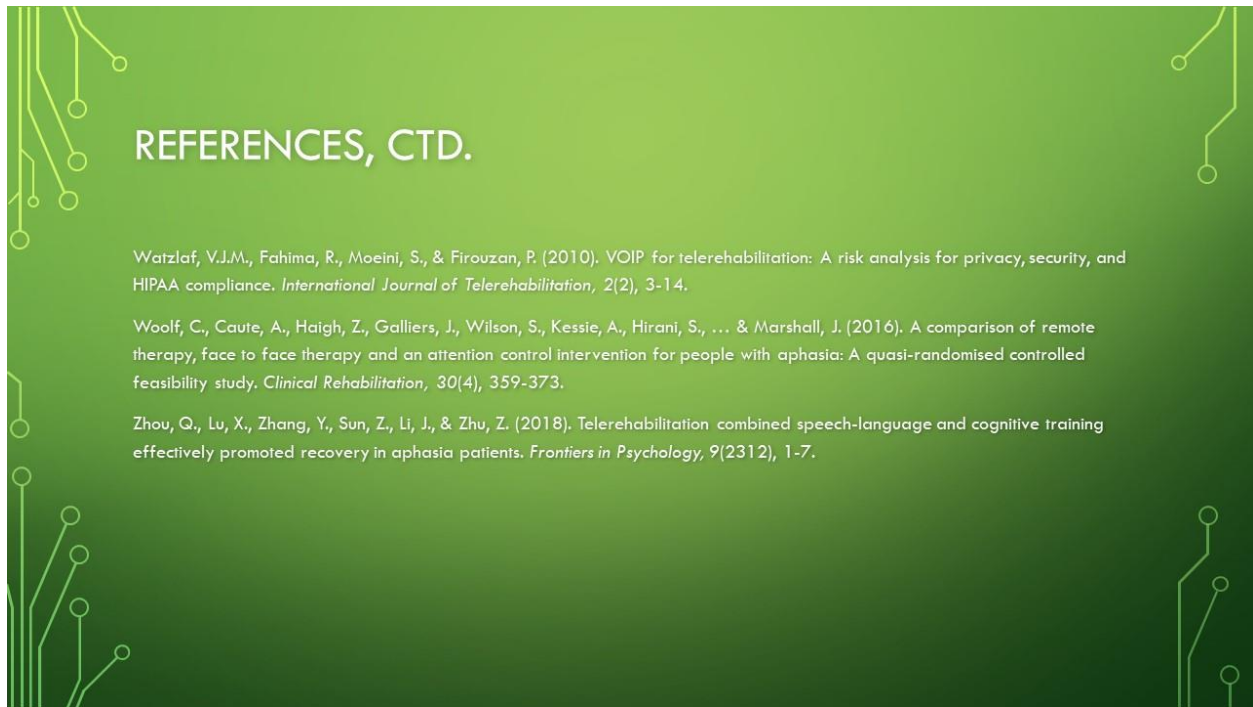 REFERENCES, CTD.
Watzlaf, V.J.M., Fahima, R., Moeini, S., & Firouzan, P. (2010). VOIP for telerehabilitation: A risk analysis for privacy, security, and
HIPAA compliance. International Journal of Telerehabilitation, 2(2), 3-14.
Woolf, C., Caute, A., Haigh, Z., Galliers, J., Wilson, S., Kessie, A., Hirani, S., … & Marshall, J. (2016). A comparison of remote
therapy, face to face therapy and an attention control intervention for people with aphasia: A quasi-randomised controlled
feasibility study. Clinical Rehabilitation, 30(4), 359-373.
Zhou, Q., Lu, X., Zhang, Y., Sun, Z., Li, J., & Zhu, Z. (2018). Telerehabilitation combined speech-language and cognitive training
effectively promoted recovery in aphasia patients. Frontiers in Psychology, 9(2312), 1-7.